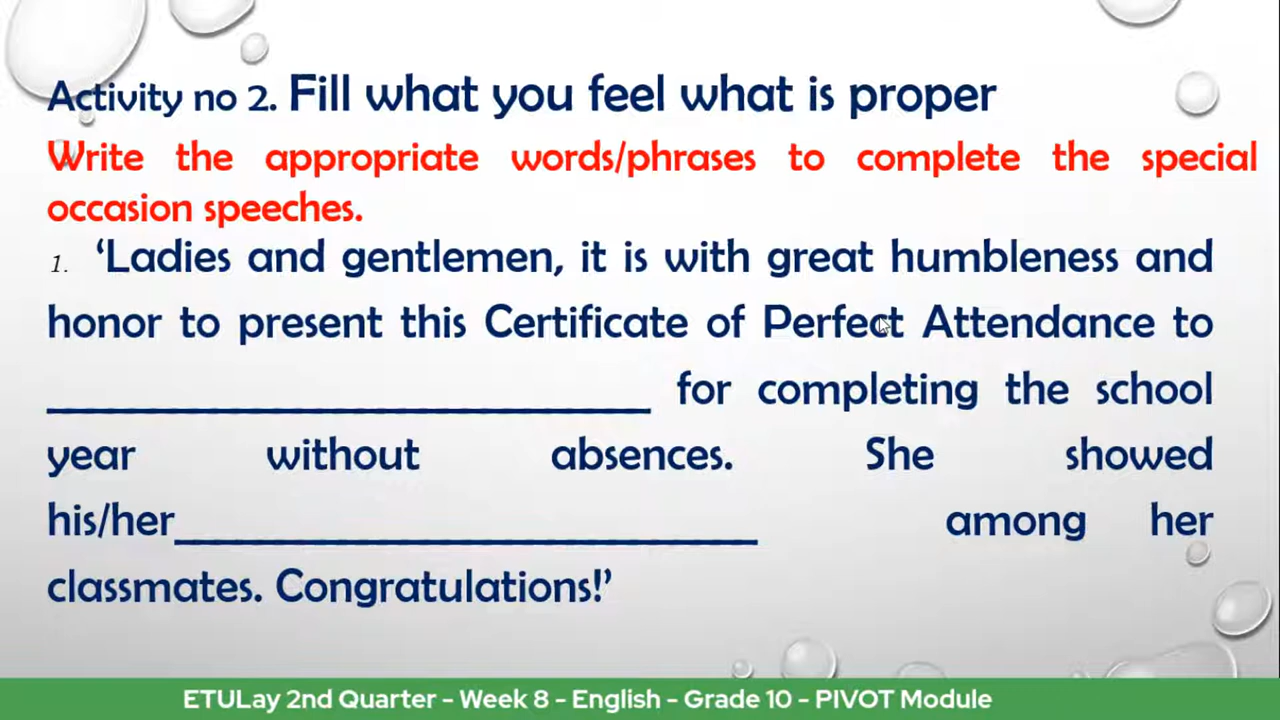 Activity no 2. Fill what you feel what is proper
Write the appropriate words/phrases to complete the special
occasion speeches.
1. ‘Ladies and gentlemen, it is with great humbleness and
honor to present this Certificate of Perfect Attendance to
______________________________ for completing the school
year without absences. She showed
his/her_____________________________ among her
classmates. Congratulations!’
ETULay 2nd Quarter - Week 8 - English - Grade 10 - PIVOT Module